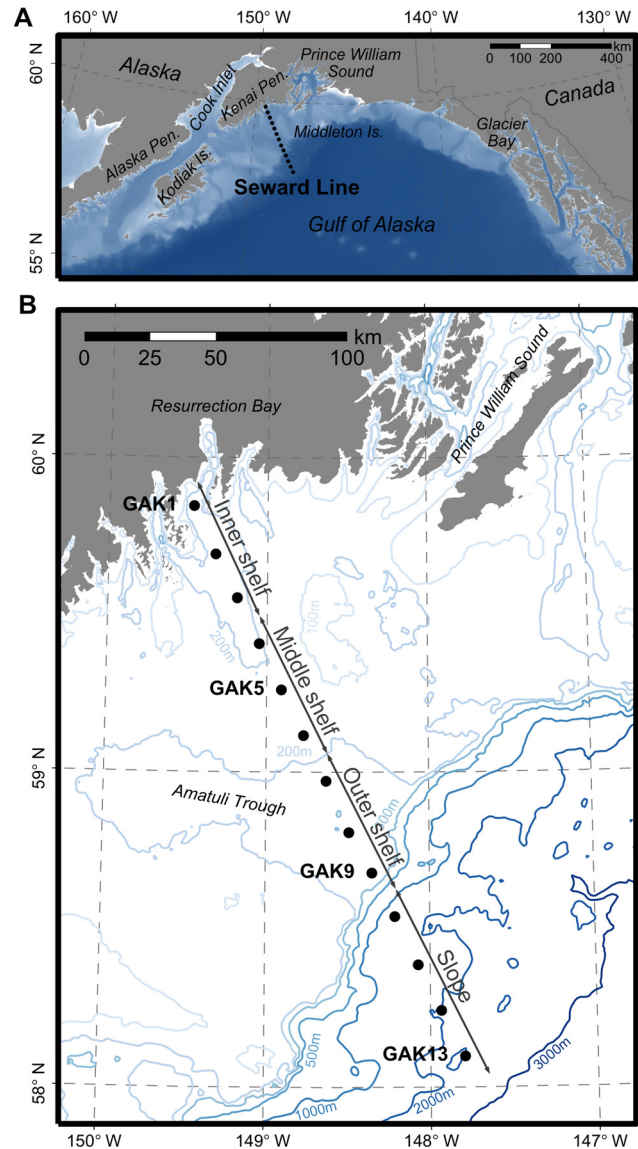 A
160° W
150° W
140° W
130° W
60° N
55° N
Alaska
Cook Inlet
Kenai Pen.
Prince William
Sound
0 100 200 400 km
Canada
Alaska Pen.
Kodiak Is.
Middleton Is.
Glacier
Bay
Seward Line
Gulf of Alaska
B
0 25 50 100 km
Resurrection Bay
Prince William Sound
60° N
GAK1
Inner shelf
200m
100m
GAK5
Middle shelf
200m
59° N
Amatuli Trough
Outer shelf
GAK9
Slope
GAK13
500m
1000m
2000m
3000m
58° N
150° W
149° W
148° W
147° W